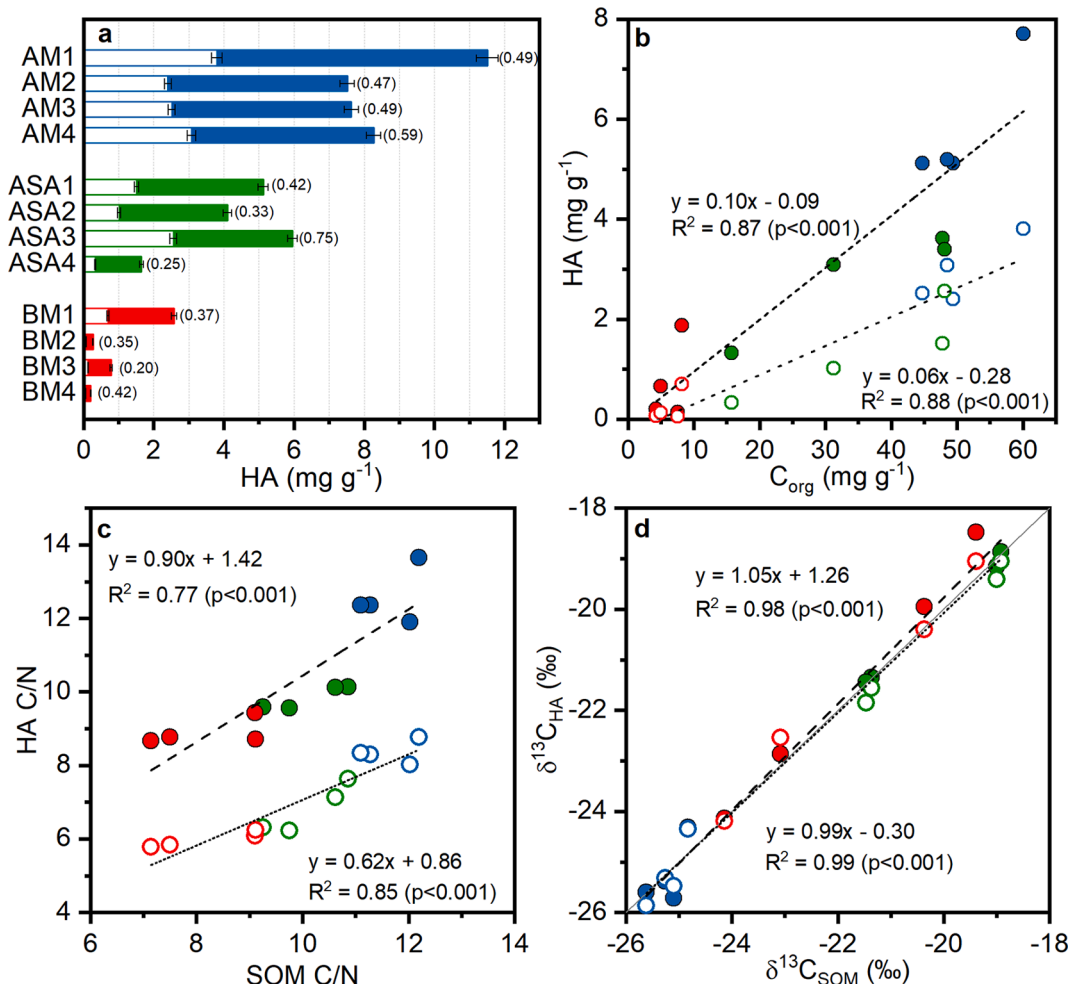 a
AM1
(0.49)
AM2
(0.47)
AM3
(0.49)
AM4
(0.59)
ASA1
(0.42)
ASA2
(0.33)
ASA3
(0.75)
ASA4
(0.25)
BM1
(0.37)
BM2
(0.35)
BM3
(0.20)
BM4
(0.42)
0 2 4 6 8 10 12
HA (mg g⁻¹)
b
8
6
4
2
0
HA (mg g⁻¹)
y = 0.10x - 0.09
R² = 0.87 (p<0.001)
y = 0.06x - 0.28
R² = 0.88 (p<0.001)
0 10 20 30 40 50 60
Corg (mg g⁻¹)
c
14
12
10
8
6
4
HA C/N
y = 0.90x + 1.42
R² = 0.77 (p<0.001)
y = 0.62x + 0.86
R² = 0.85 (p<0.001)
6 8 10 12 14
SOM C/N
d
-18
-20
-22
-24
-26
δ¹³CHA (‰)
y = 1.05x + 1.26
R² = 0.98 (p<0.001)
y = 0.99x - 0.30
R² = 0.99 (p<0.001)
-26 -24 -22 -20 -18
δ¹³CSOM (‰)